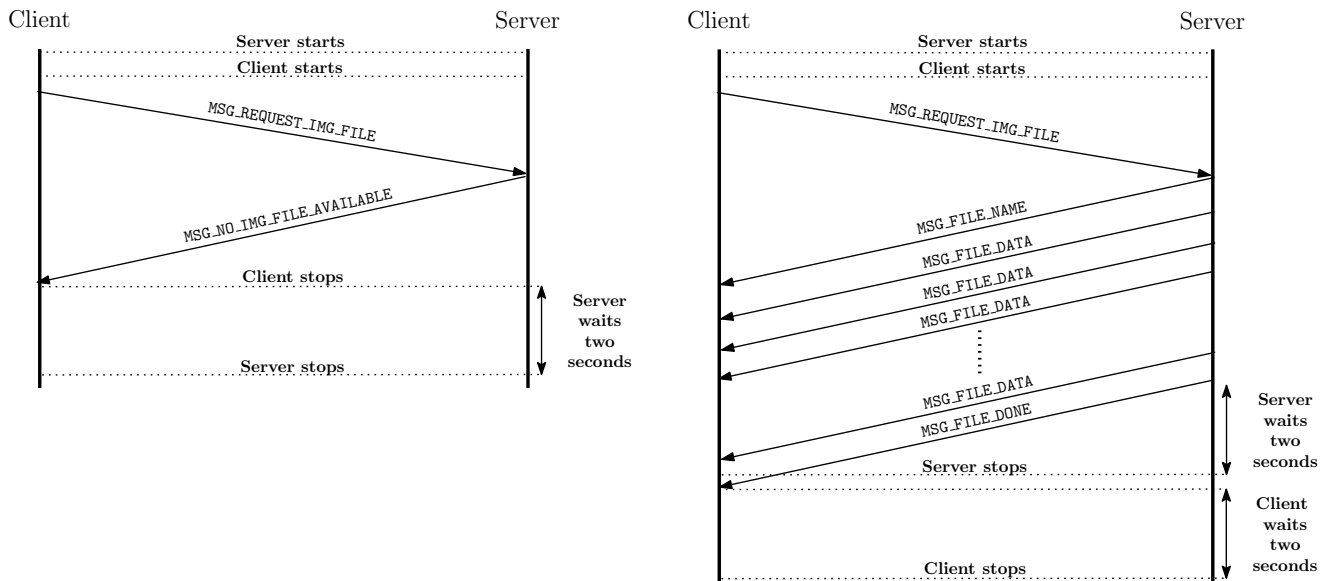 Client
Server
Server starts
Client starts
MSG_REQUEST_IMG_FILE
MSG_NO_IMG_FILE_AVAILABLE
Client stops
Server
waits
two
seconds
Server stops
Client
Server
Server starts
Client starts
MSG_REQUEST_IMG_FILE
MSG_FILE_NAME
MSG_FILE_DATA
MSG_FILE_DATA
MSG_FILE_DATA
MSG_FILE_DATA
MSG_FILE_DONE
Server
waits
two
seconds
Server stops
Client
waits
two
seconds
Client stops